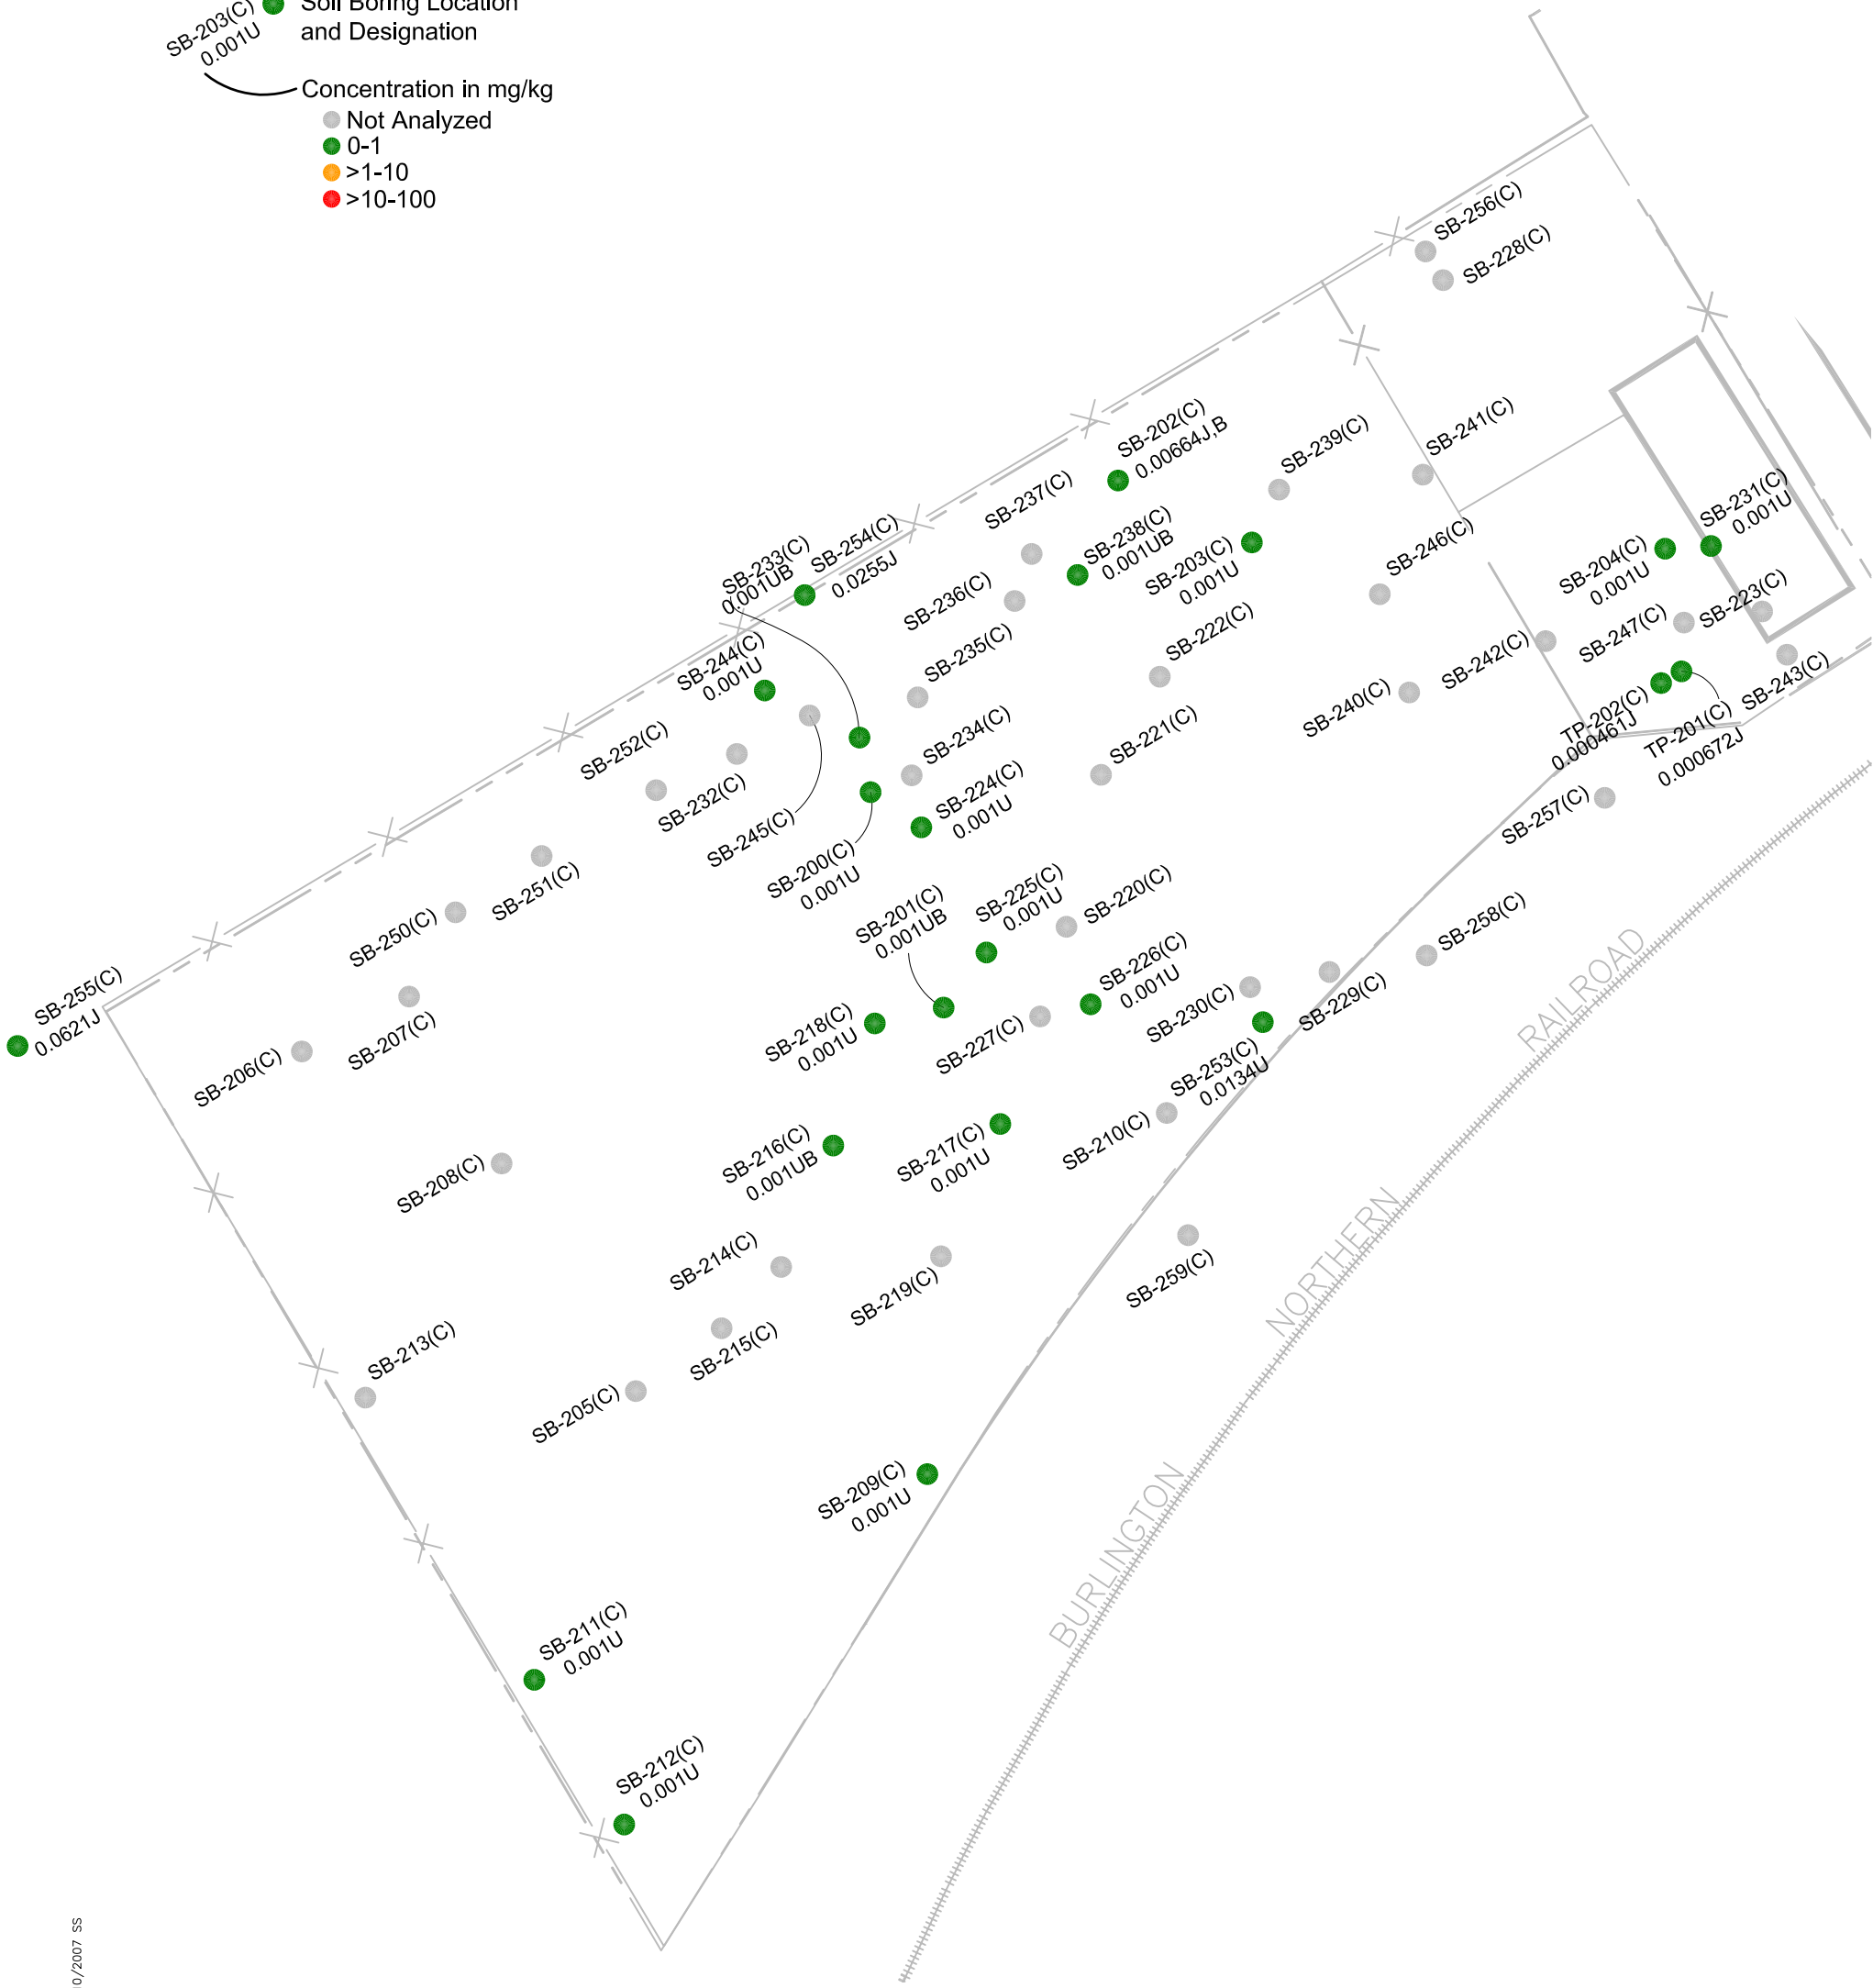 SB-203(C)
0.001U
Soil Boring Location
and Designation
Concentration in mg/kg
Not Analyzed
0-1
>1-10
>10-100
SB-256(C)
SB-228(C)
SB-202(C)
0.00664J,B
SB-239(C)
SB-241(C)
SB-237(C)
SB-231(C)
0.001U
SB-238(C)
0.001UB
SB-203(C)
0.001U
SB-246(C)
SB-204(C)
0.001U
SB-233(C)
0.001UB
SB-254(C)
0.0255J
SB-236(C)
SB-223(C)
SB-247(C)
SB-222(C)
SB-235(C)
SB-242(C)
SB-244(C)
0.001U
SB-240(C)
SB-243(C)
TP-202(C)
0.000461J
TP-201(C)
0.000672J
SB-252(C)
SB-234(C)
SB-221(C)
SB-232(C)
SB-224(C)
0.001U
SB-257(C)
SB-245(C)
SB-200(C)
0.001U
SB-251(C)
SB-250(C)
SB-201(C)
0.001UB
SB-225(C)
0.001U
SB-220(C)
SB-258(C)
SB-226(C)
0.001U
SB-255(C)
0.0621J
SB-207(C)
SB-206(C)
SB-218(C)
0.001U
SB-227(C)
SB-230(C)
SB-229(C)
SB-253(C)
0.0134U
RAILROAD
SB-210(C)
SB-216(C)
0.001UB
SB-217(C)
0.001U
SB-208(C)
NORTHERN
SB-214(C)
SB-219(C)
SB-259(C)
SB-213(C)
SB-215(C)
SB-205(C)
SB-209(C)
0.001U
BURLINGTON
SB-211(C)
0.001U
SB-212(C)
0.001U
0/2007 SS